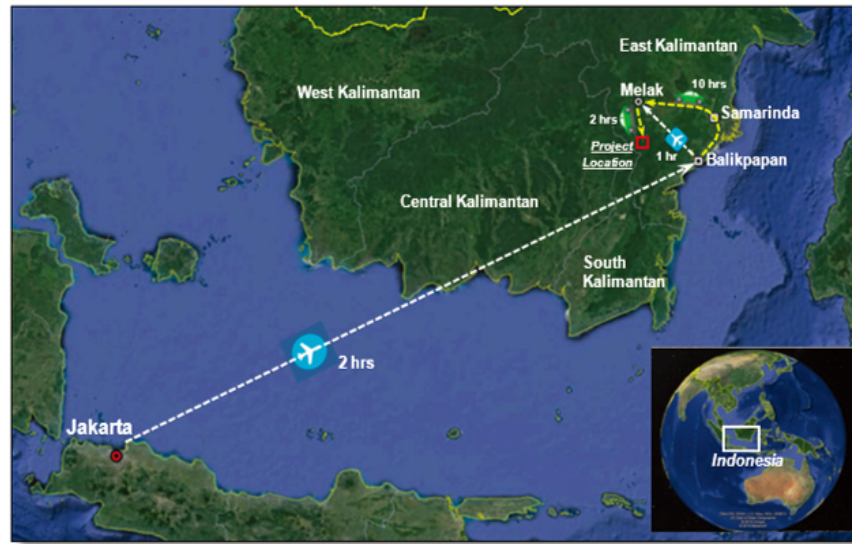 East Kalimantan
West Kalimantan
Melak
10 hrs
2 hrs
Samarinda
Project
Location
1 hr
Balikpapan
Central Kalimantan
South
Kalimantan
2 hrs
Jakarta
Indonesia